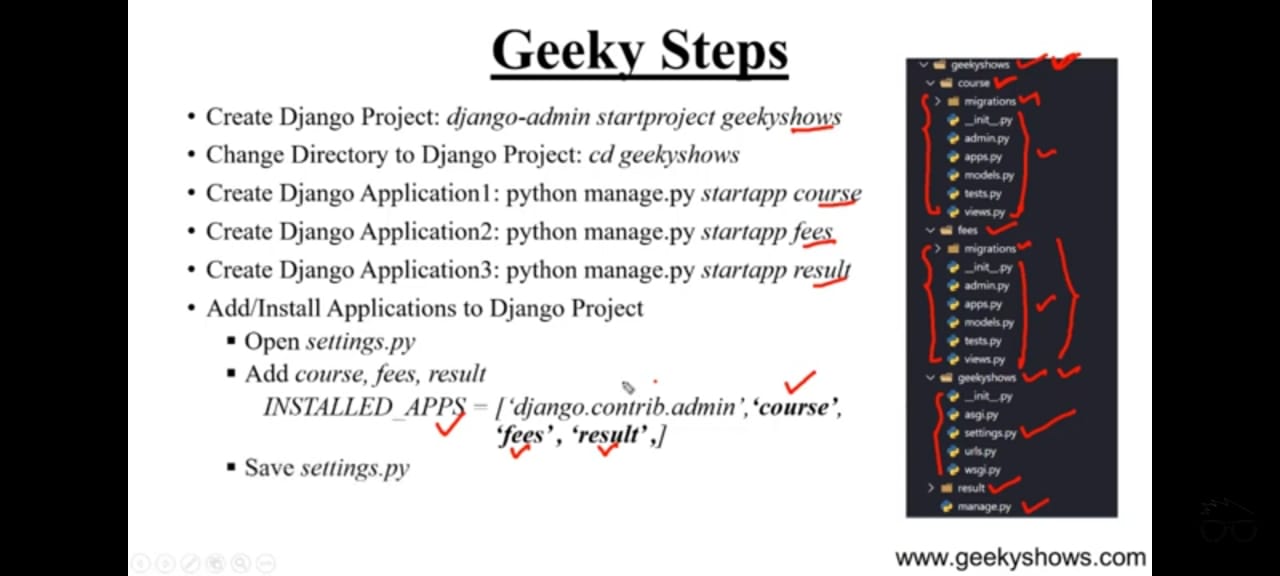 Geeky Steps
• Create Django Project: django-admin startproject geekyshows
• Change Directory to Django Project: cd geekyshows
• Create Django Application1: python manage.py startapp course
• Create Django Application2: python manage.py startapp fees
• Create Django Application3: python manage.py startapp result
• Add/Install Applications to Django Project
▪ Open settings.py
▪ Add course, fees, result
INSTALLED_APPS = [‘django.contrib.admin’,‘course’,
‘fees’, ‘result’,]
▪ Save settings.py
geekyshows
course
migrations
__init__.py
admin.py
apps.py
models.py
tests.py
views.py
fees
migrations
__init__.py
admin.py
apps.py
models.py
tests.py
views.py
geekyshows
__init__.py
asgi.py
settings.py
urls.py
wsgi.py
result
manage.py
www.geekyshows.com